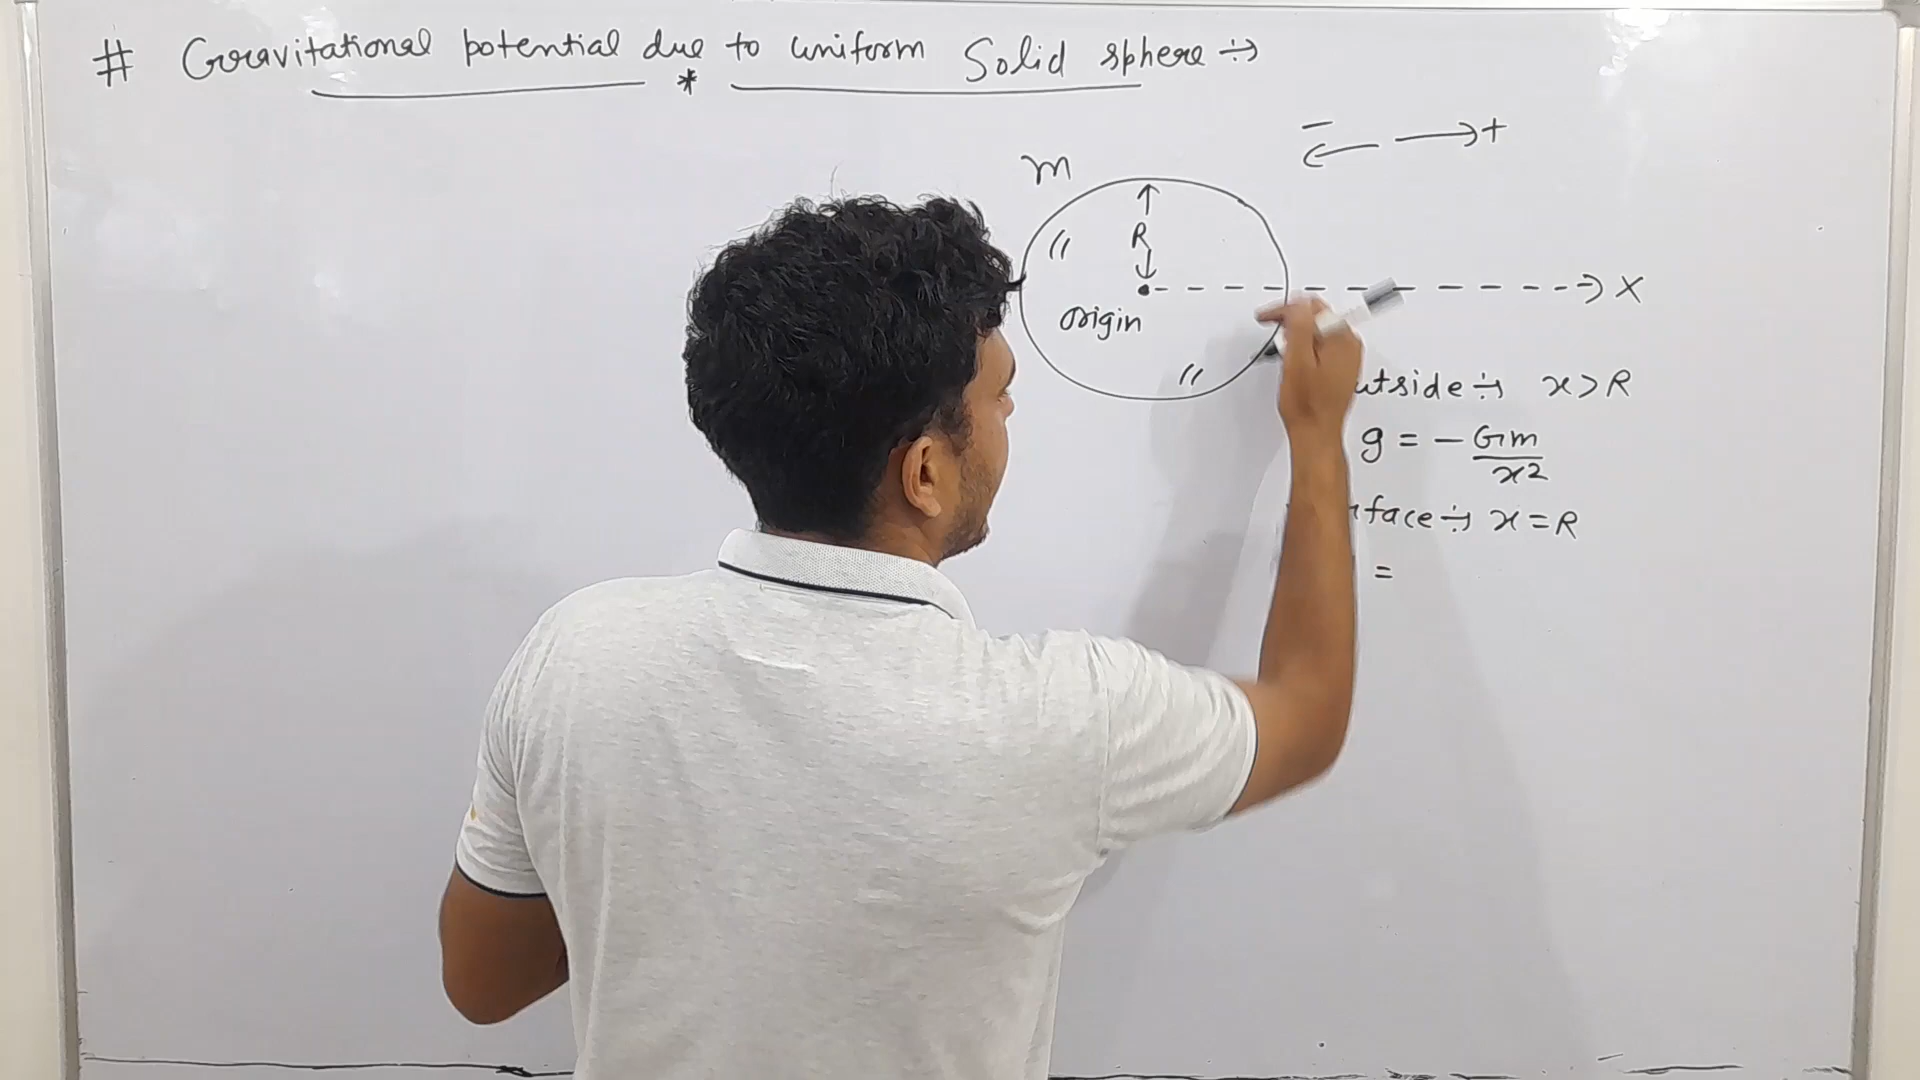 # Gravitational potential due to uniform Solid sphere ÷
*
- +
m
R
origin
X
x > R
g = - Gm / x²
x = R
=